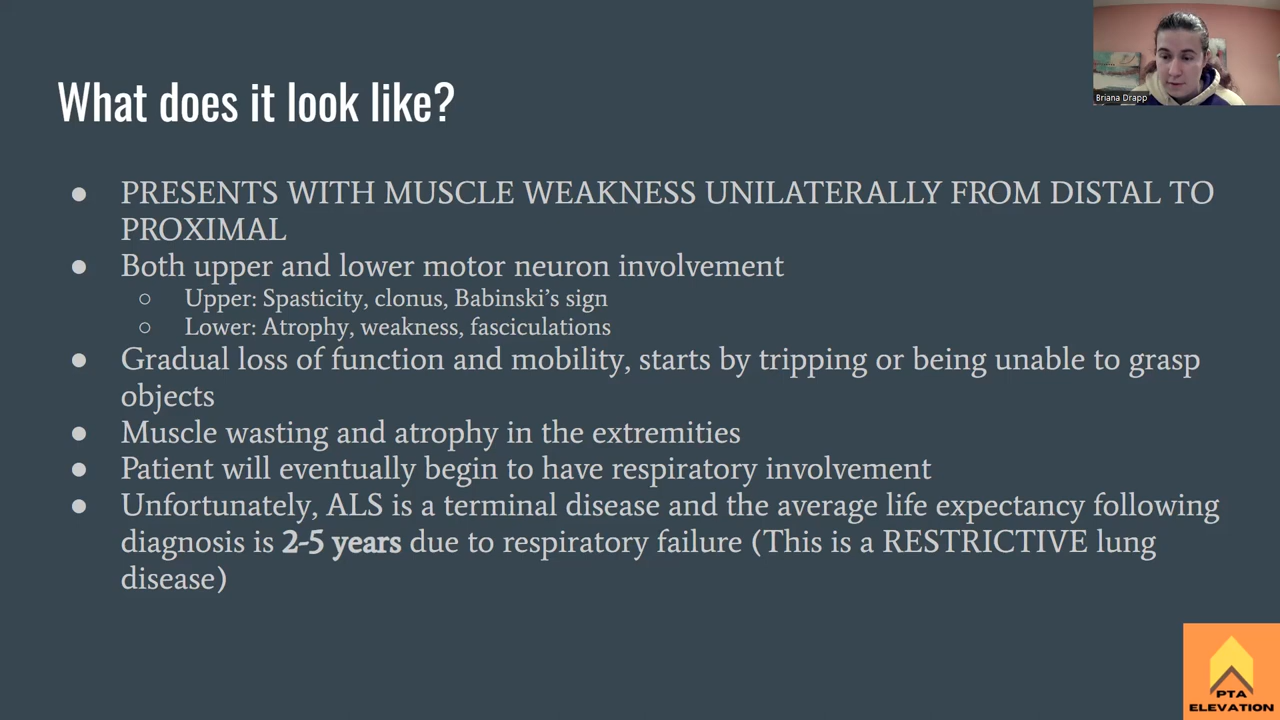 Briana Drapp
What does it look like?
● PRESENTS WITH MUSCLE WEAKNESS UNILATERALLY FROM DISTAL TO
PROXIMAL
● Both upper and lower motor neuron involvement
○ Upper: Spasticity, clonus, Babinski’s sign
○ Lower: Atrophy, weakness, fasciculations
● Gradual loss of function and mobility, starts by tripping or being unable to grasp
objects
● Muscle wasting and atrophy in the extremities
● Patient will eventually begin to have respiratory involvement
● Unfortunately, ALS is a terminal disease and the average life expectancy following
diagnosis is 2-5 years due to respiratory failure (This is a RESTRICTIVE lung
disease)
PTA
ELEVATION